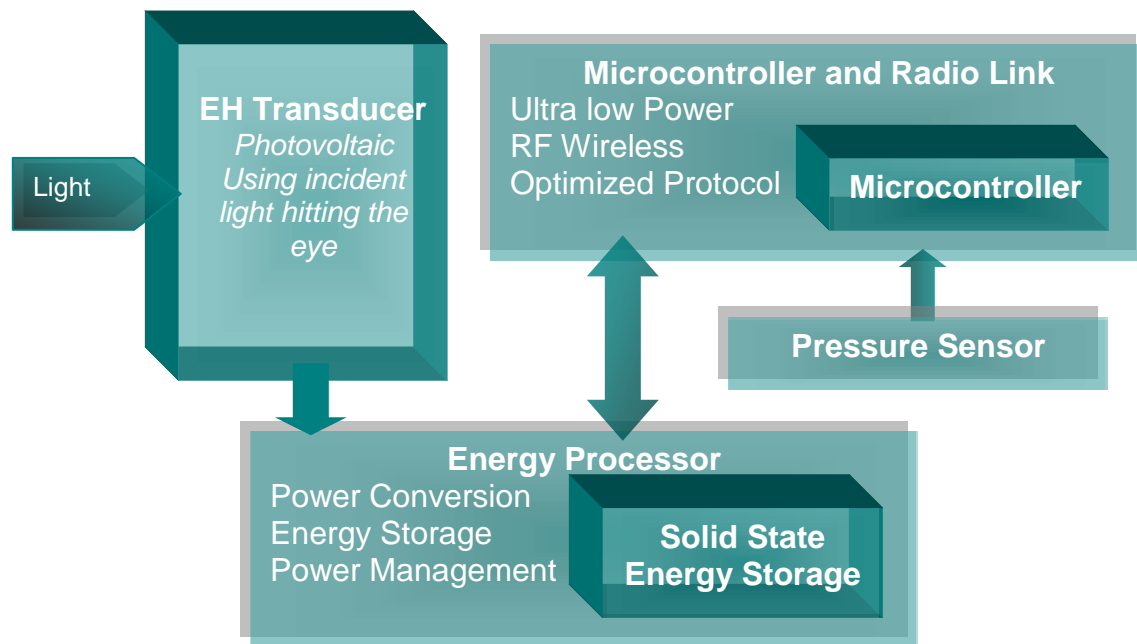 Light
EH Transducer
Photovoltaic
Using incident
light hitting the
eye
Microcontroller and Radio Link
Ultra low Power
RF Wireless
Optimized Protocol
Microcontroller
Pressure Sensor
Energy Processor
Power Conversion
Energy Storage
Power Management
Solid State
Energy Storage